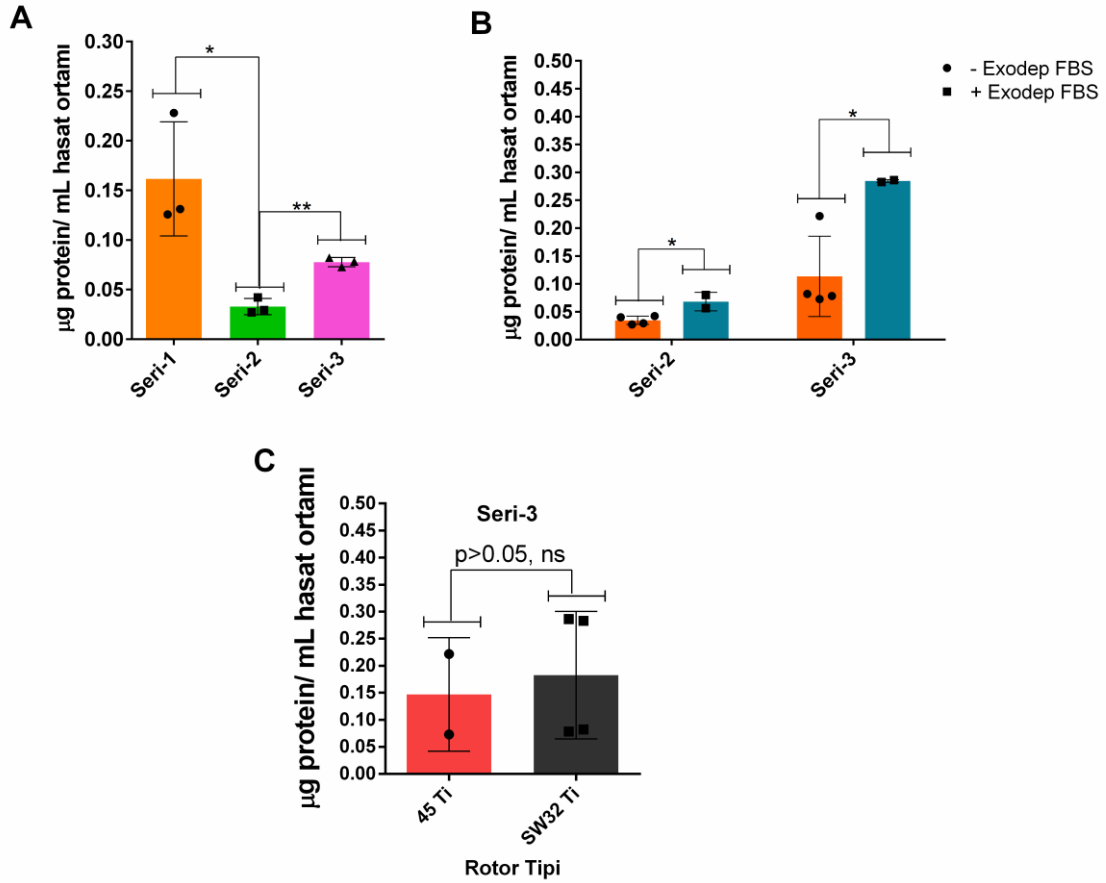 A
µg protein/ mL hasat ortamı
0.30
0.25
0.20
0.15
0.10
0.05
0.00
*
**
Seri-1
Seri-2
Seri-3
B
µg protein/ mL hasat ortamı
0.50
0.45
0.40
0.35
0.30
0.25
0.20
0.15
0.10
0.05
0.00
*
*
- Exodep FBS
+ Exodep FBS
Seri-2
Seri-3
C
µg protein/ mL hasat ortamı
0.50
0.45
0.40
0.35
0.30
0.25
0.20
0.15
0.10
0.05
0.00
Seri-3
p>0.05, ns
45 Ti
SW32 Ti
Rotor Tipi